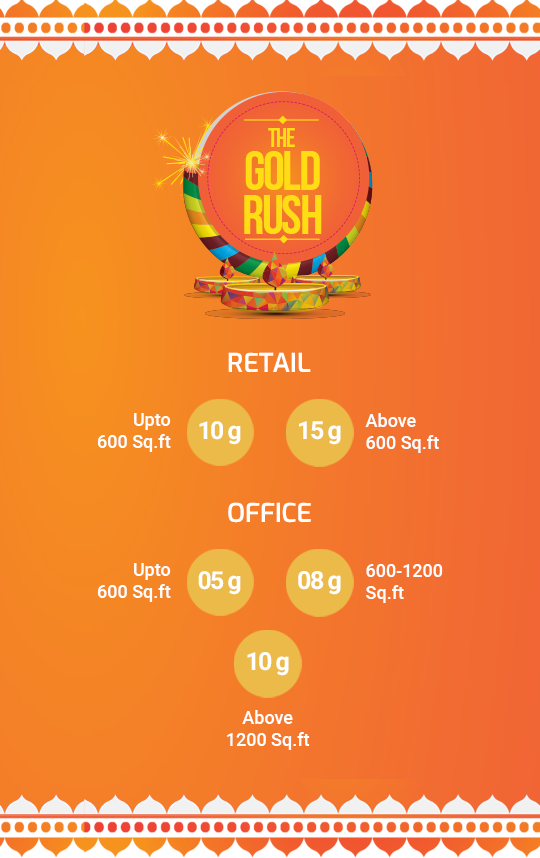 THE
GOLD
RUSH
RETAIL
Upto
600 Sq.ft
10 g
15 g
Above
600 Sq.ft
OFFICE
Upto
600 Sq.ft
05 g
08 g
600-1200
Sq.ft
10 g
Above
1200 Sq.ft